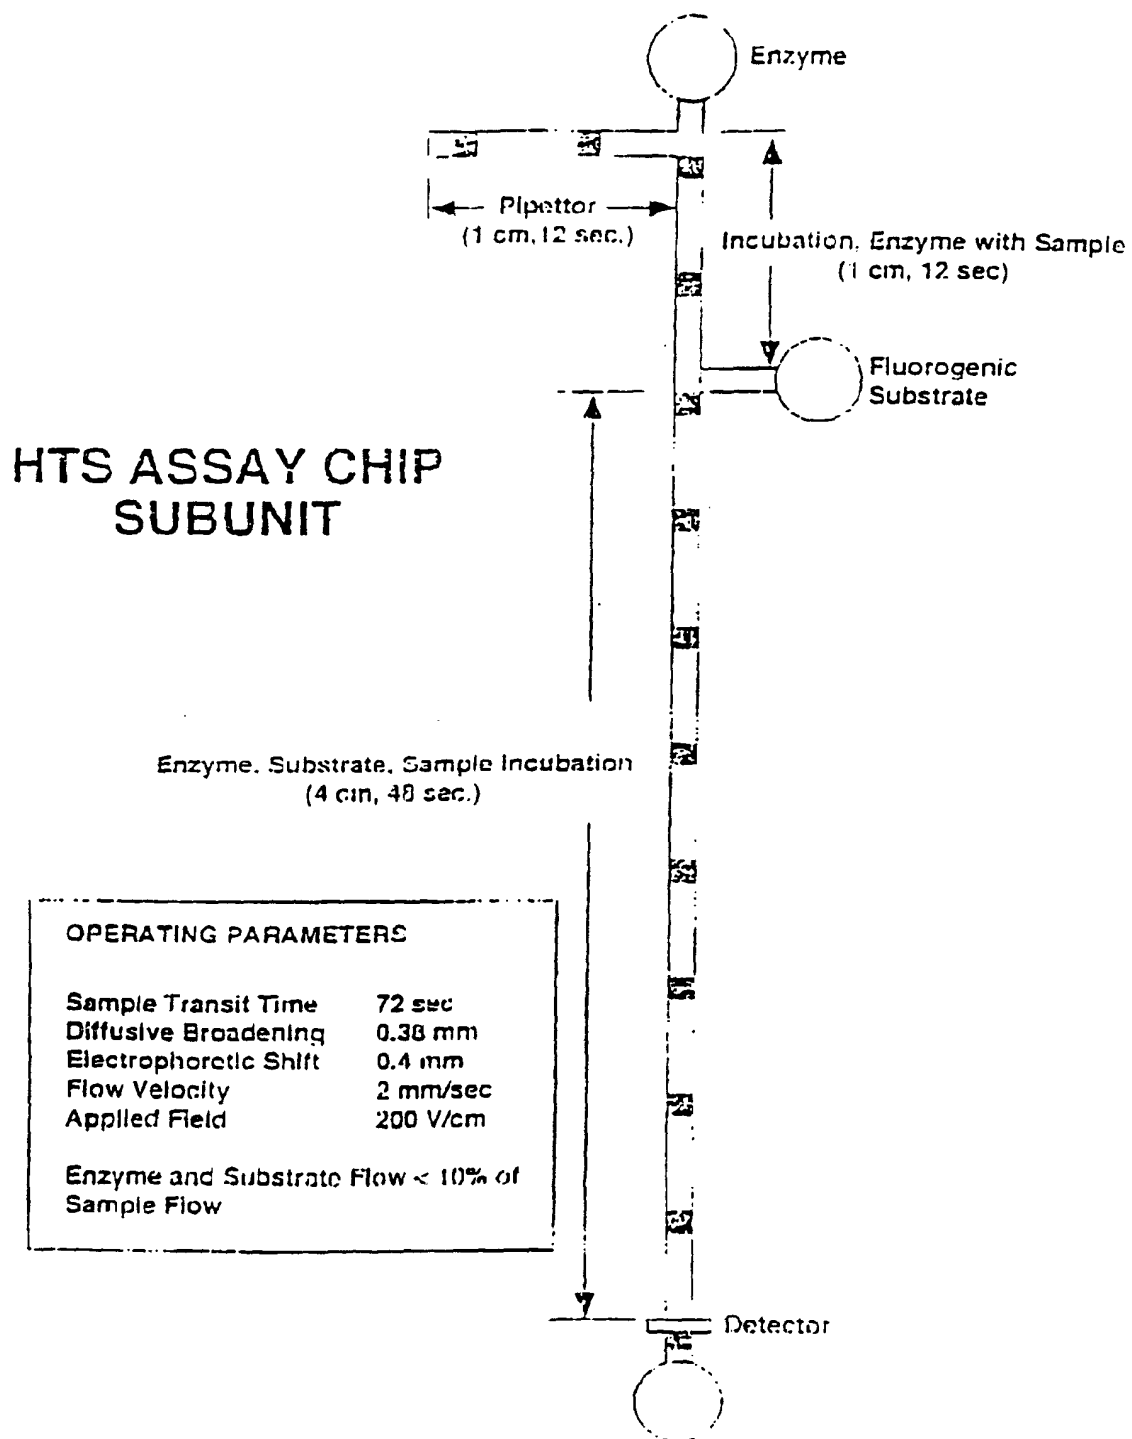 Enzyme
Pipettor
(1 cm, 12 sec.)
Incubation, Enzyme with Sample
(1 cm, 12 sec)
Fluorogenic
Substrate
HTS ASSAY CHIP
SUBUNIT
Enzyme, Substrate, Sample Incubation
(4 cm, 48 sec.)
OPERATING PARAMETERS
Sample Transit Time 72 sec
Diffusive Broadening 0.38 mm
Electrophoretic Shift 0.4 mm
Flow Velocity 2 mm/sec
Applied Field 200 V/cm
Enzyme and Substrate Flow < 10% of
Sample Flow
Detector